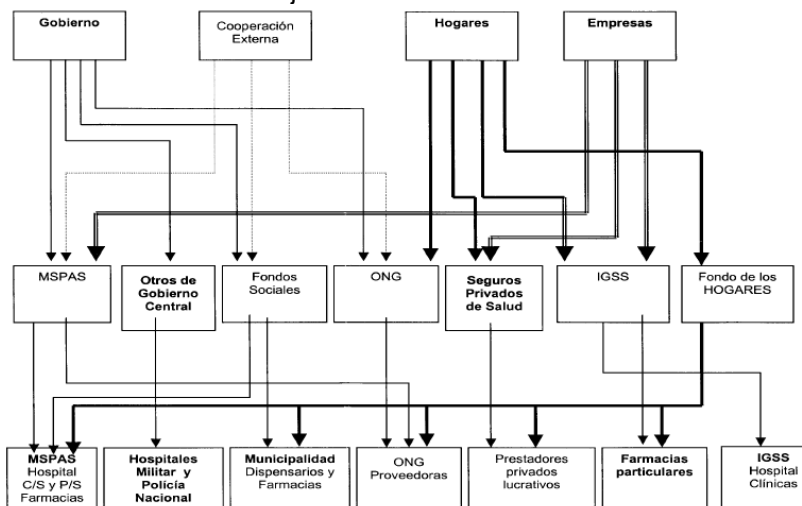 Gobierno
Cooperación
Externa
Hogares
Empresas
MSPAS
Otros de
Gobierno
Central
Fondos
Sociales
ONG
Seguros
Privados
de Salud
IGSS
Fondo de los
HOGARES
MSPAS
Hospital
C/S y P/S
Farmacias
Hospitales
Militar y
Policía
Nacional
Municipalidad
Dispensarios y
Farmacias
ONG
Proveedoras
Prestadores
privados
lucrativos
Farmacias
particulares
IGSS
Hospital
Clínicas